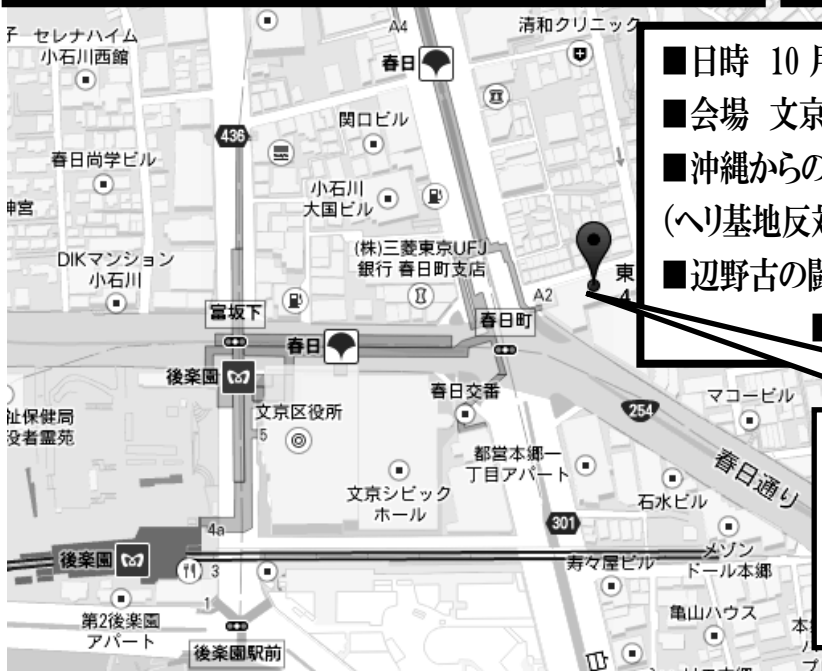 子 セレナハイム
小石川西館
A4
春日
清和クリニック
436
関口ビル
春日尚学ビル
小石川
大国ビル
神宮
DIKマンション
小石川
(株)三菱東京UFJ
銀行 春日町支店
A2
東
4
富坂下
春日
春日町
後楽園
春日交番
文京区役所
5
祉保健局
役者霊苑
254
マコービル
都営本郷一
丁目アパート
文京シビック
ホール
春日通り
石水ビル
4a
301
後楽園
3
寿々屋ビル
メゾン
ドール本郷
1
第2後楽園
アパート
亀山ハウス
後楽園駅前
■日時 10 月
■会場 文京
■沖縄からの
(ヘリ基地反対
■辺野古の闘
■